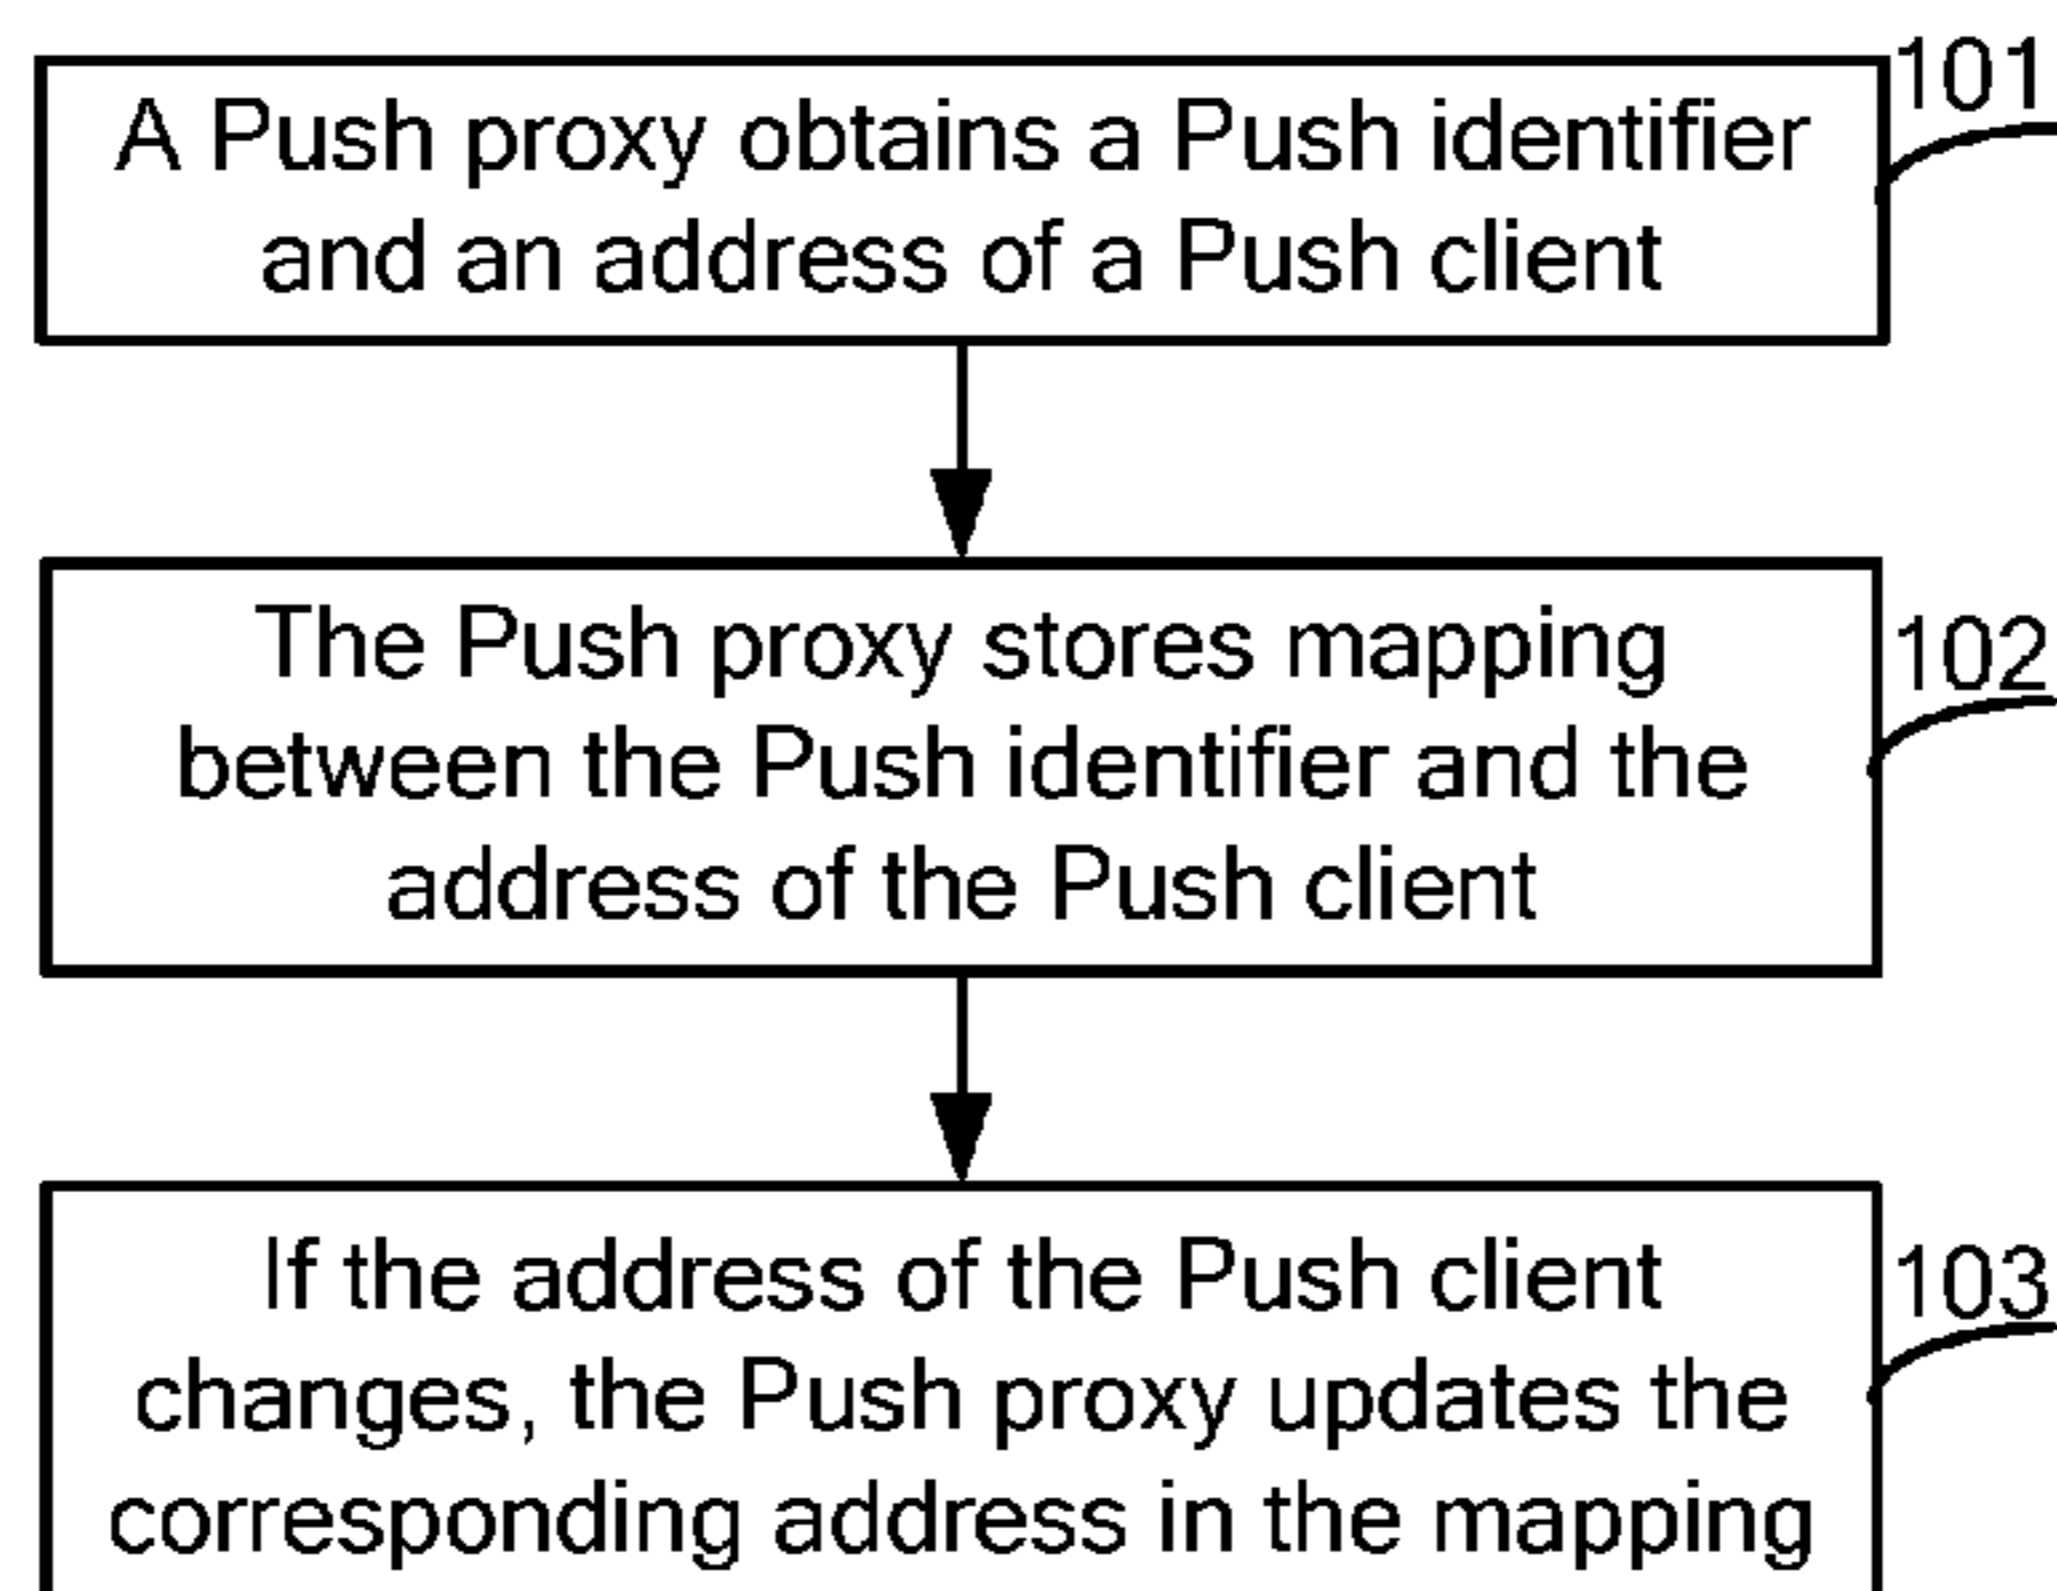 101
A Push proxy obtains a Push identifier
and an address of a Push client
102
The Push proxy stores mapping
between the Push identifier and the
address of the Push client
103
If the address of the Push client
changes, the Push proxy updates the
corresponding address in the mapping